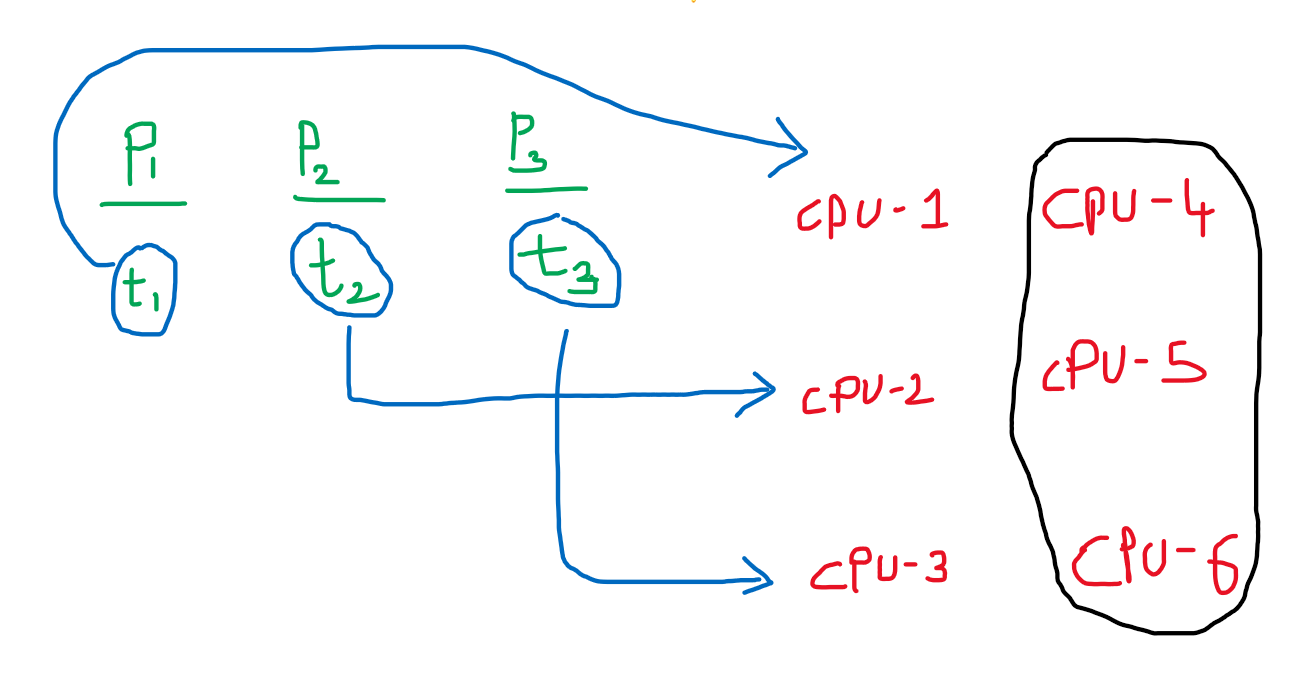 P1 P2 P3
t1 t2 t3
CPU-1 CPU-4
CPU-2 CPU-5
CPU-3 CPU-6